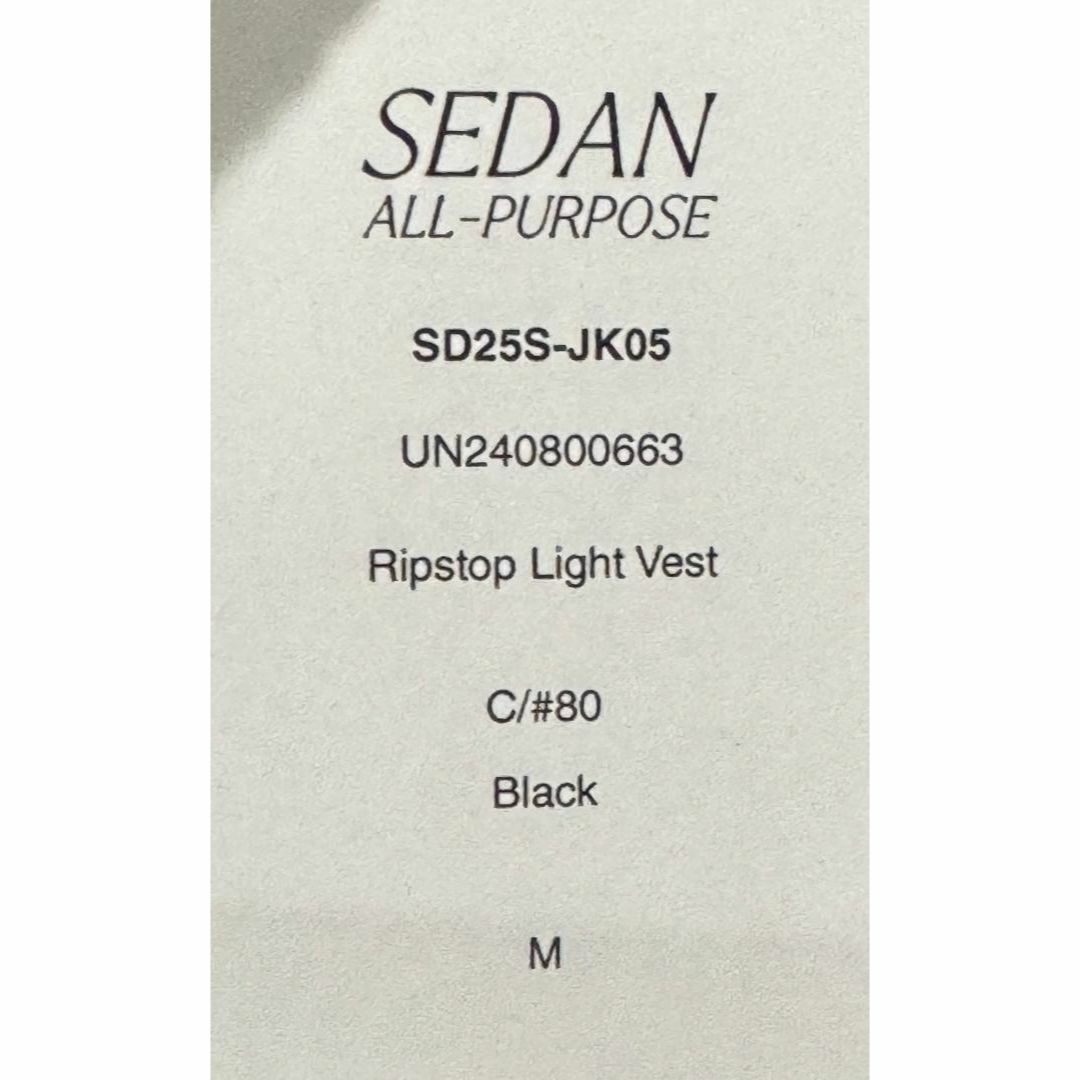 SEDAN
ALL-PURPOSE
SD25S-JK05
UN240800663
Ripstop Light Vest
C/#80
Black
M